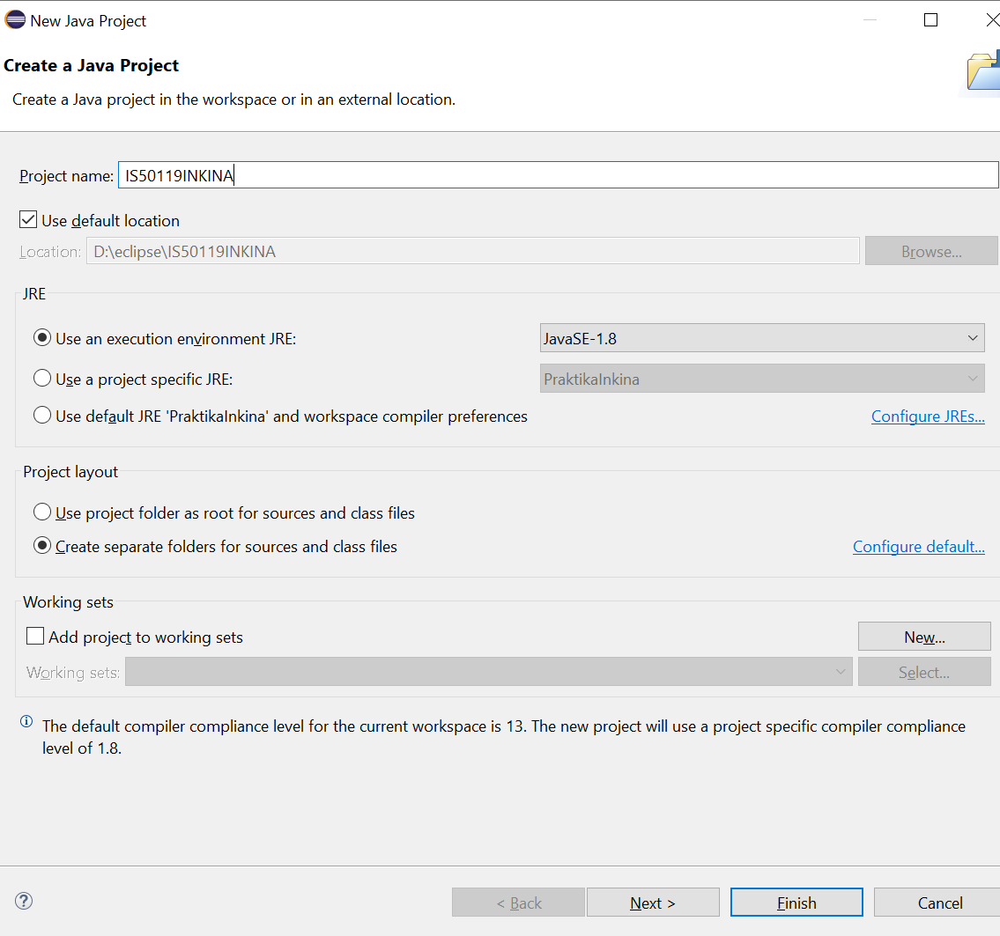 New Java Project
Create a Java Project
Create a Java project in the workspace or in an external location.
Project name: IS50119INKINA
Use default location
Location: D:\eclipse\IS50119INKINA Browse...
JRE
Use an execution environment JRE: JavaSE-1.8
Use a project specific JRE: PraktikaInkina
Use default JRE 'PraktikaInkina' and workspace compiler preferences Configure JREs...
Project layout
Use project folder as root for sources and class files
Create separate folders for sources and class files Configure default...
Working sets
Add project to working sets New...
Working sets: Select...
The default compiler compliance level for the current workspace is 13. The new project will use a project specific compiler compliance
level of 1.8.
? < Back Next > Finish Cancel